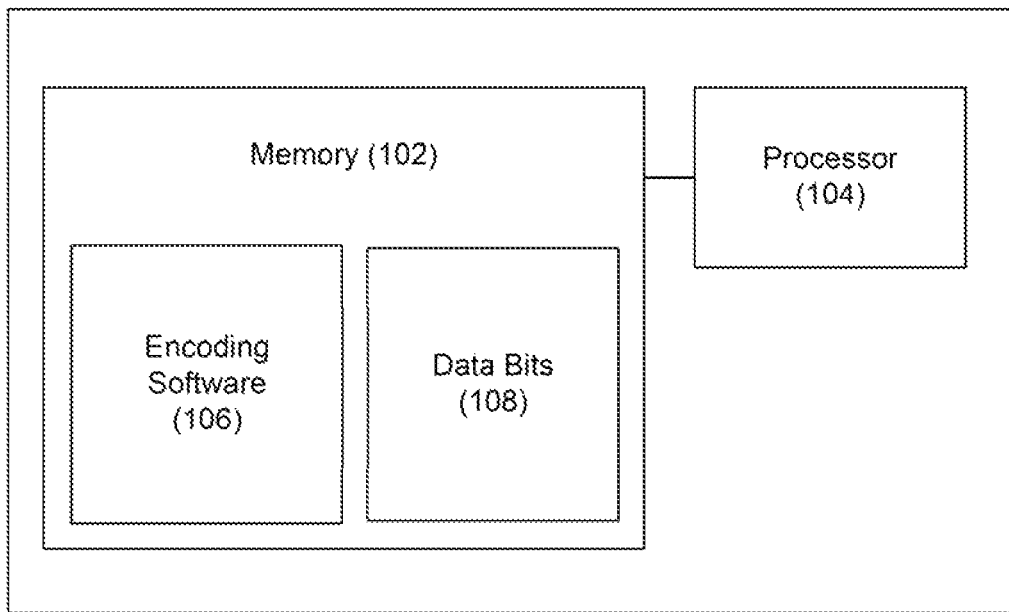 Memory (102)
Processor
(104)
Encoding
Software
(106)
Data Bits
(108)